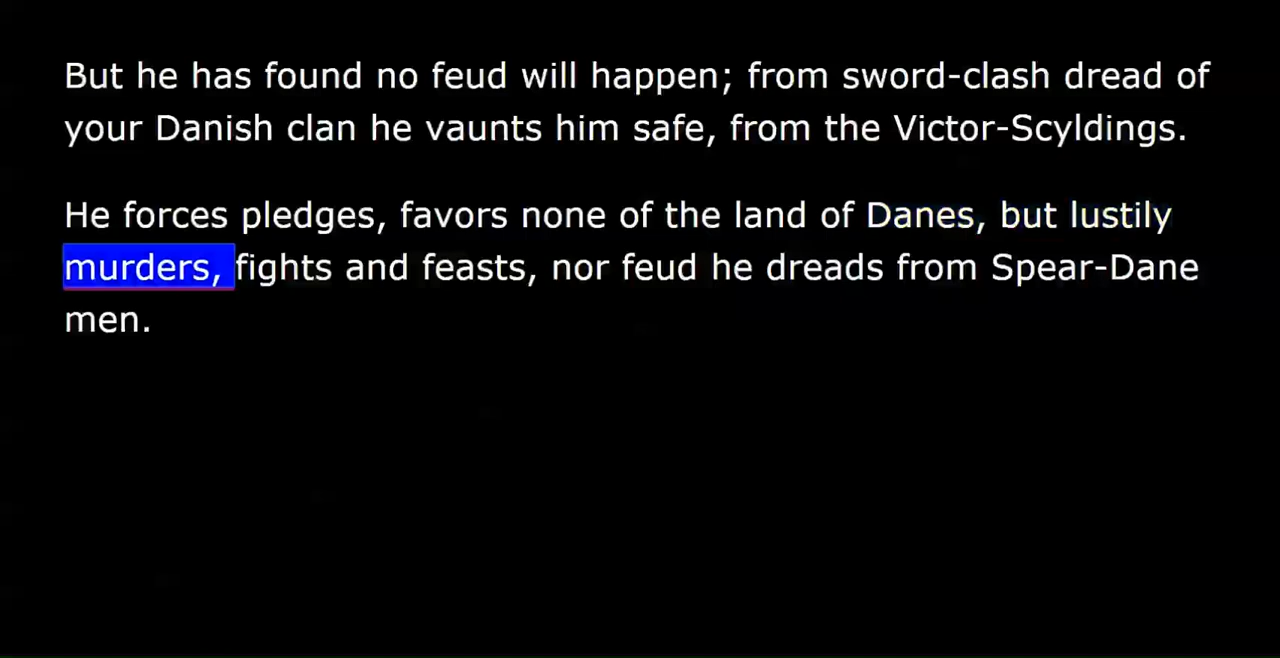 But he has found no feud will happen; from sword-clash dread of
your Danish clan he vaunts him safe, from the Victor-Scyldings.
He forces pledges, favors none of the land of Danes, but lustily
murders, fights and feasts, nor feud he dreads from Spear-Dane
men.